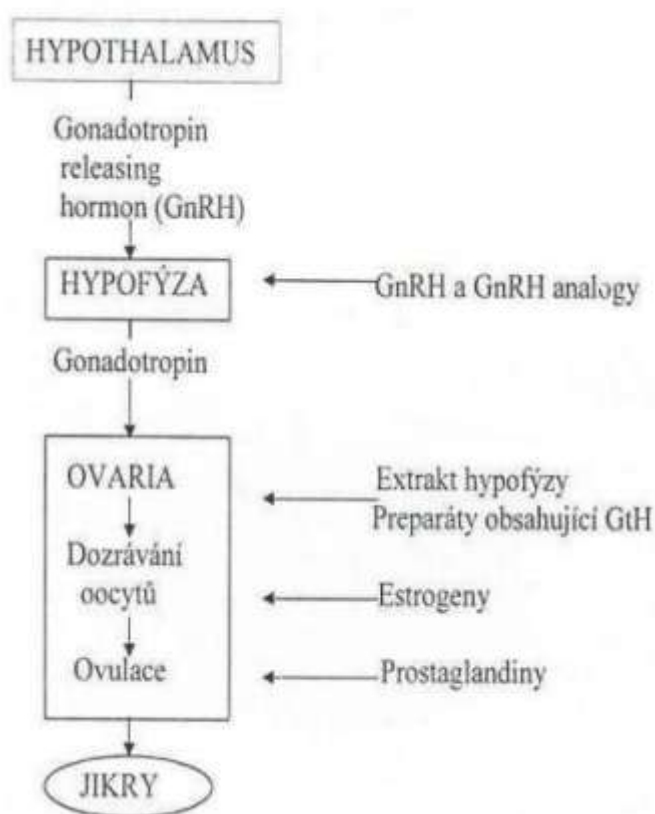 HYPOTHALAMUS
Gonadotropin
releasing
hormon (GnRH)
HYPOFÝZA
GnRH a GnRH analogy
Gonadotropin
OVARIA
Extrakt hypofýzy
Preparáty obsahující GtH
Dozrávání
oocytů
Estrogeny
Ovulace
Prostaglandiny
JIKRY